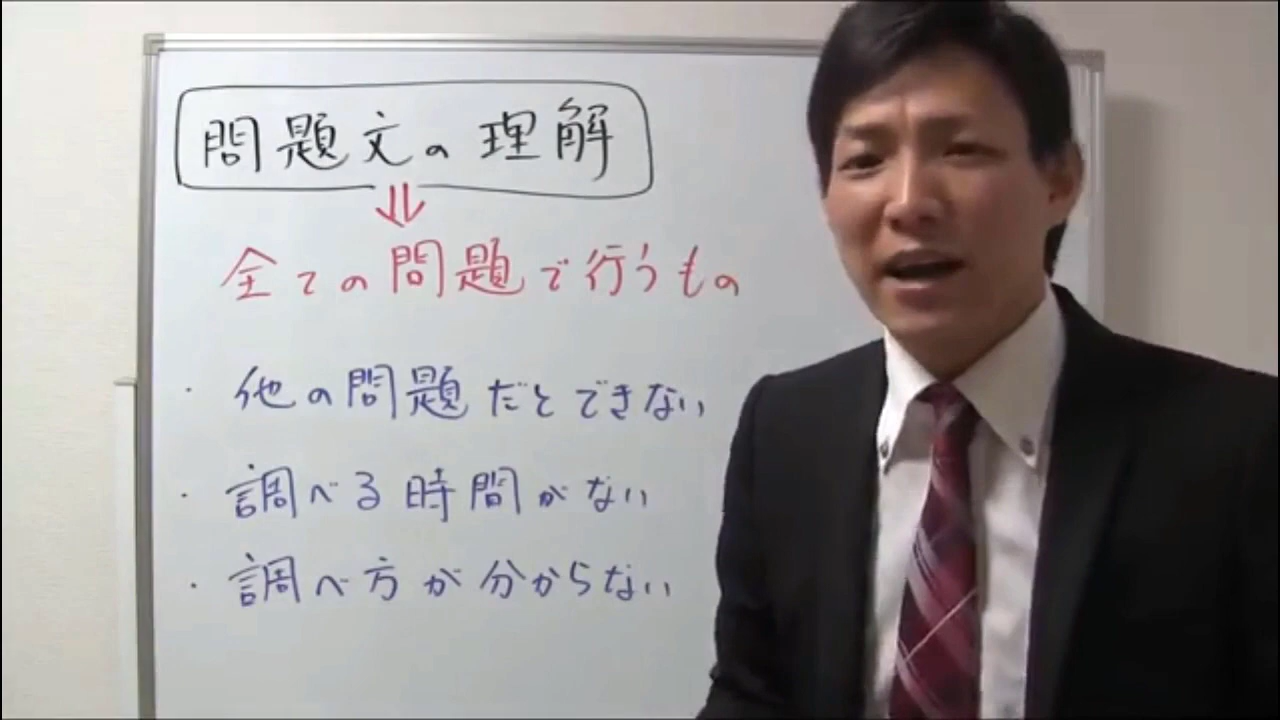 問題文の理解
⇓
全ての問題で行うもの
・他の問題だとできない
・調べる時間がない
・調べ方が分からない